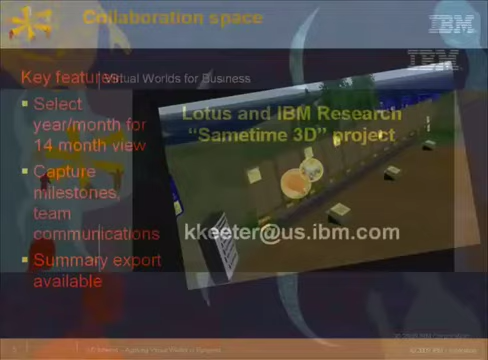 Collaboration space
IBM
IBM
Key features
Virtual Worlds for Business
Select
year/month for
14 month view
Capture
milestones,
team
communications
Summary export
available
Lotus and IBM Research
"Sametime 3D" project
kkeeter@us.ibm.com